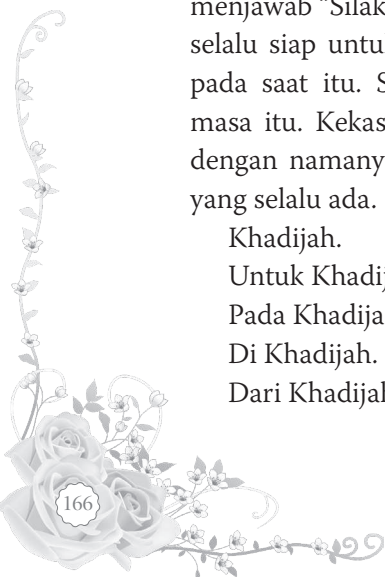 menjawab "Silak
selalu siap untu
pada saat itu. S
masa itu. Kekas
dengan namany
yang selalu ada.
Khadijah.
Untuk Khadij
Pada Khadija
Di Khadijah.
Dari Khadijah
166